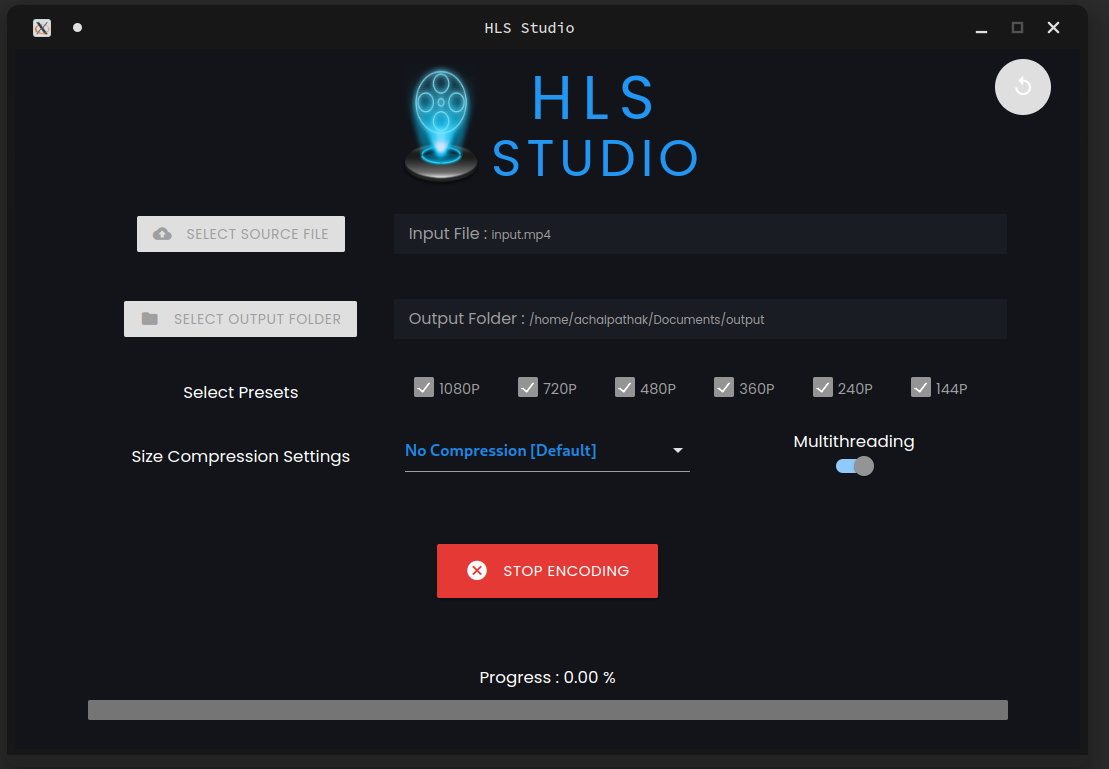 HLS Studio
HLS
STUDIO
SELECT SOURCE FILE
Input File : input.mp4
SELECT OUTPUT FOLDER
Output Folder : /home/achalpathak/Documents/output
Select Presets
1080P 720P 480P 360P 240P 144P
Size Compression Settings
No Compression [Default]
Multithreading
STOP ENCODING
Progress : 0.00 %